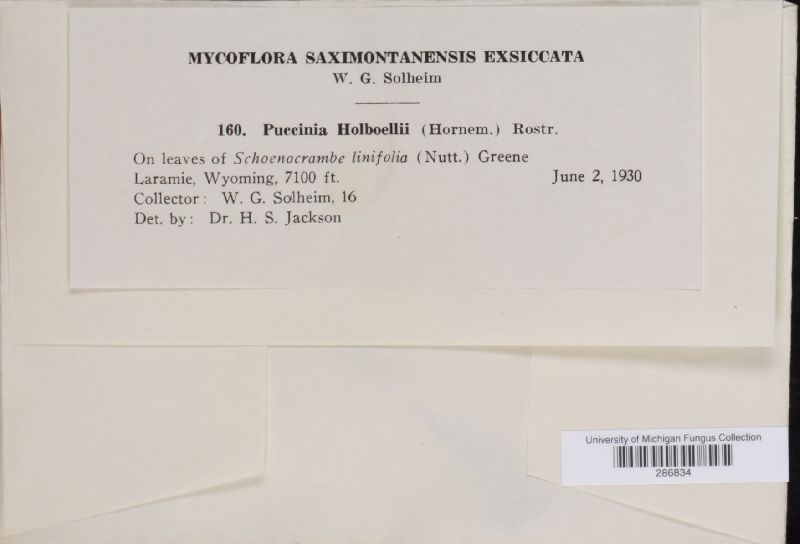 MYCOFLORA SAXIMONTANENSIS EXSICCATA
W. G. Solheim
160. Puccinia Holboellii (Hornem.) Rostr.
On leaves of Schoenocrambe linifolia (Nutt.) Greene
Laramie, Wyoming, 7100 ft. June 2, 1930
Collector: W. G. Solheim, 16
Det. by: Dr. H. S. Jackson
University of Michigan Fungus Collection
286834